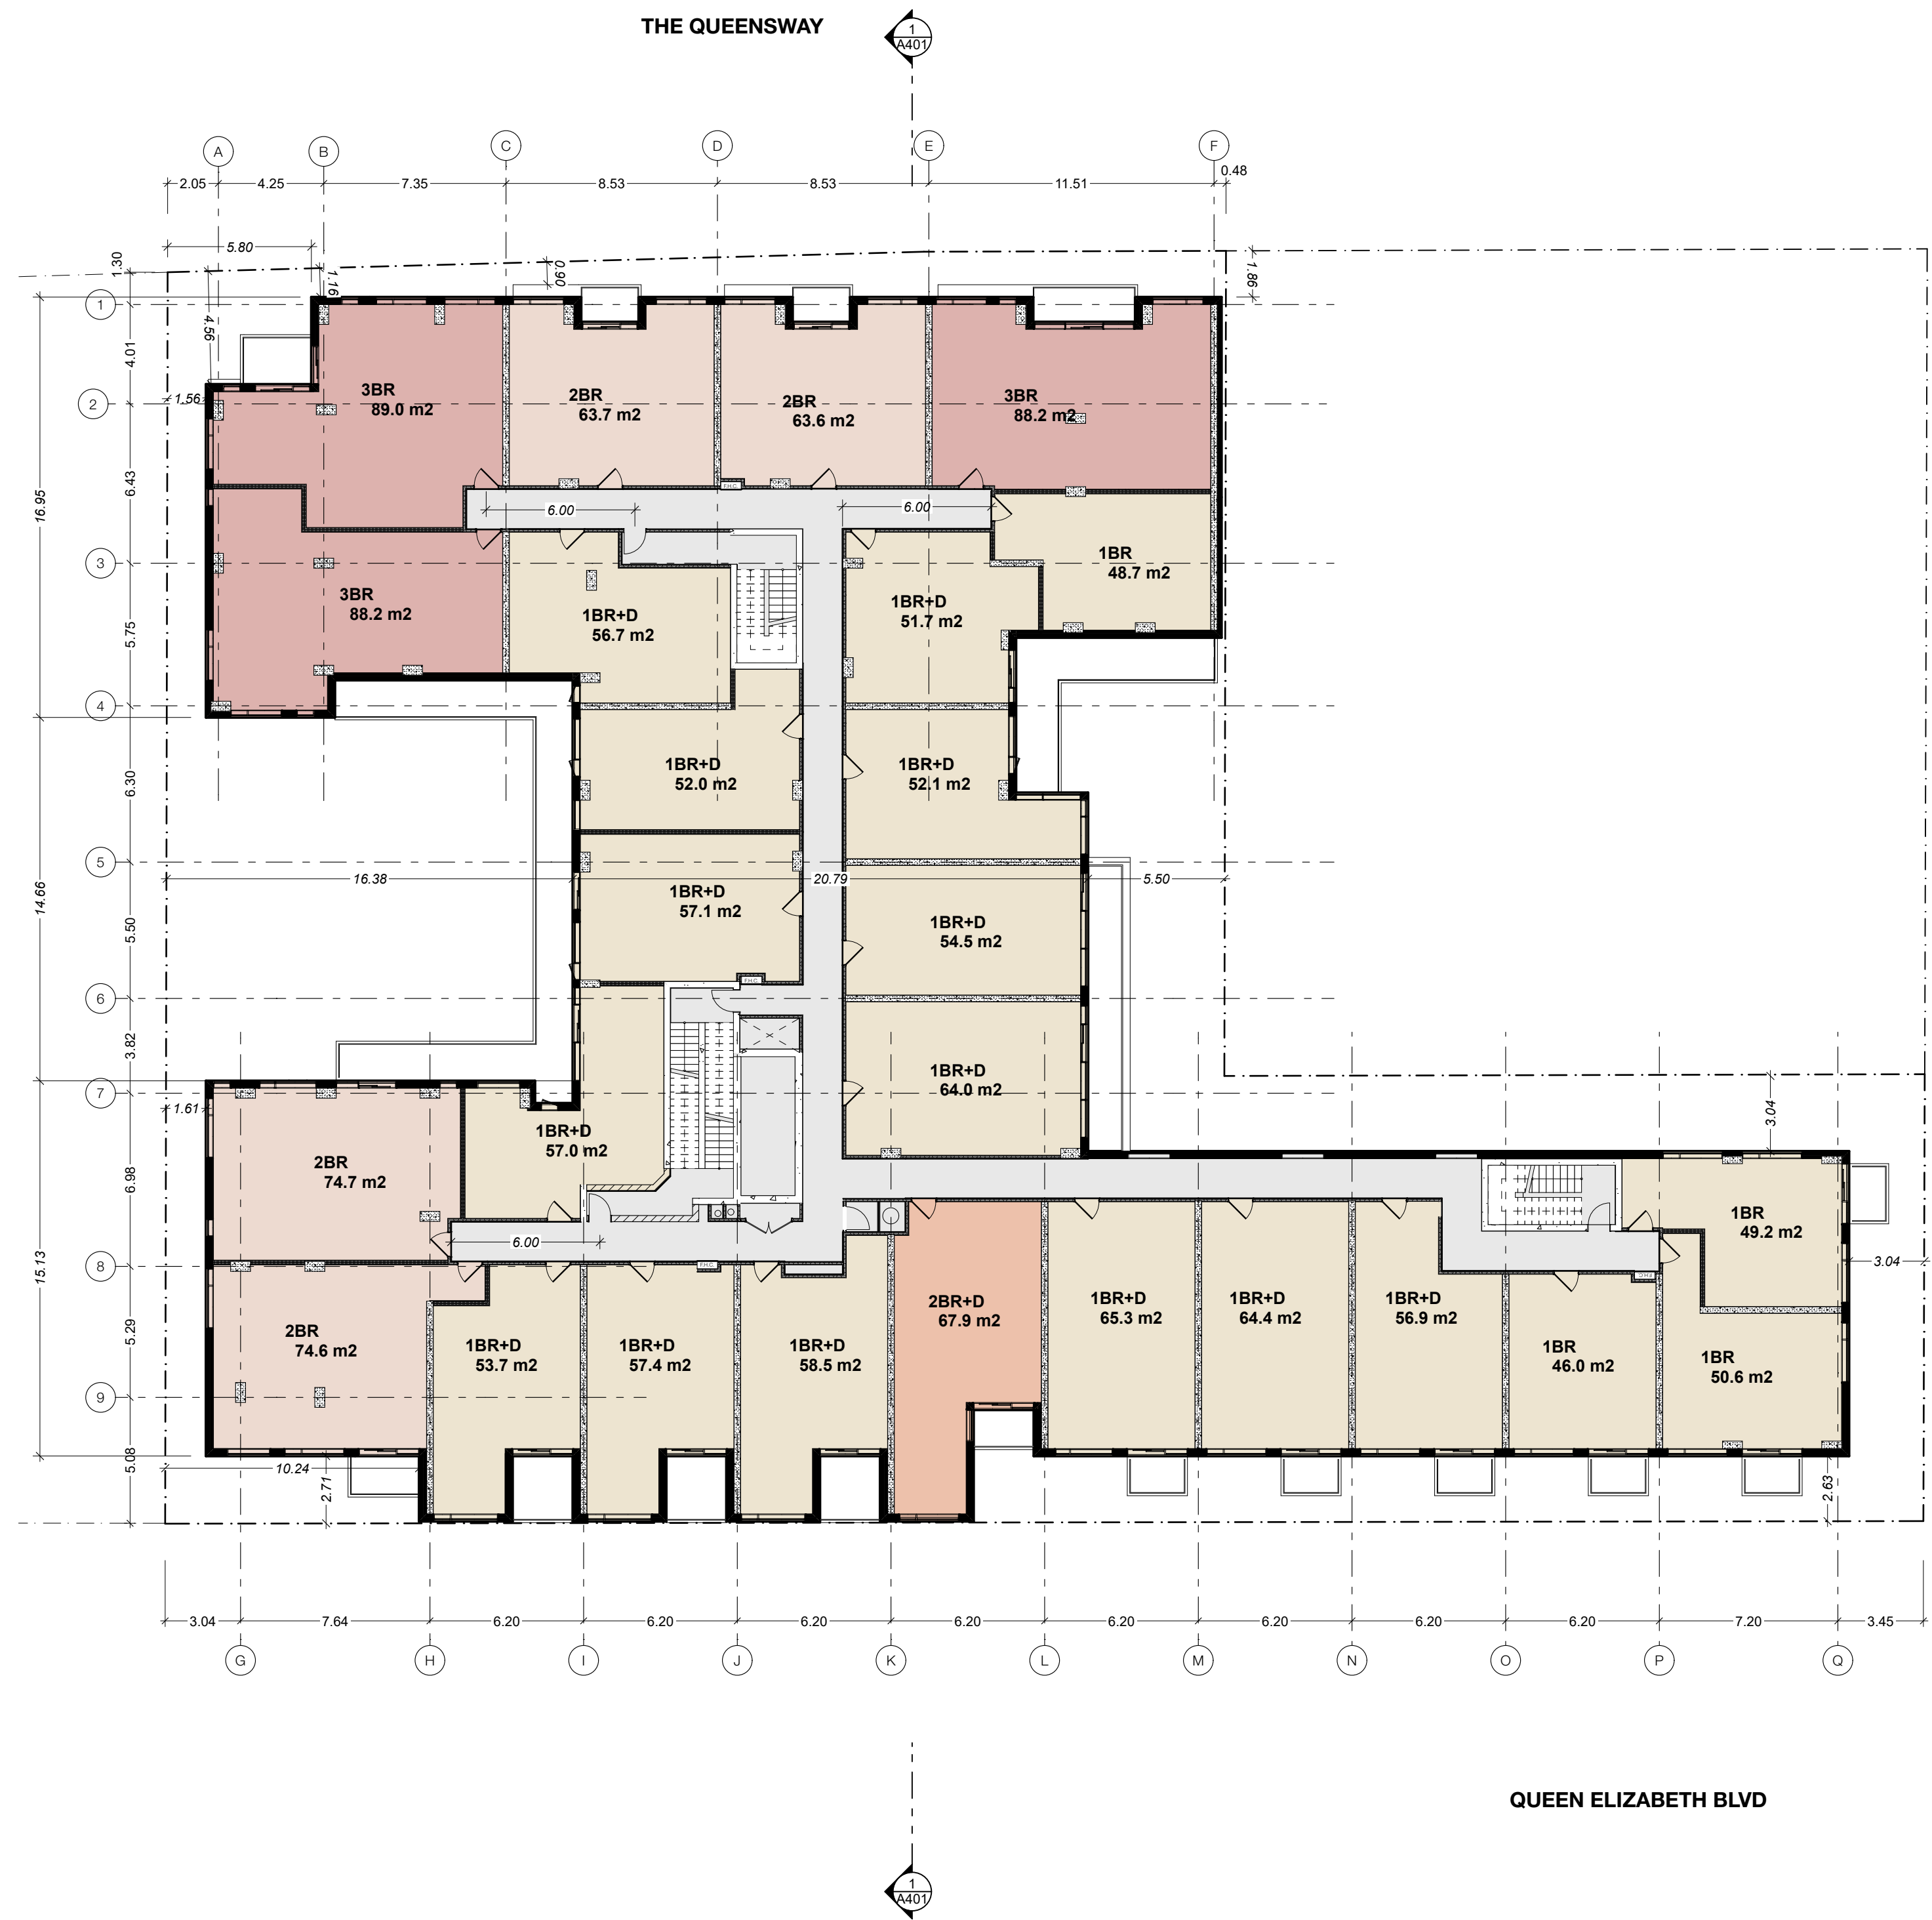 THE QUEENSWAY
1
A401
A
B
C
D
E
F
2.05
4.25
7.35
8.53
8.53
11.51
0.48
5.80
1.30
1.16
0.90
1.86
4.56
1
4.01
3BR
89.0 m2
2BR
63.7 m2
2BR
63.6 m2
3BR
88.2 m2
1.56
2
6.43
16.95
F.H.C.
6.00
6.00
3
1BR
48.7 m2
3BR
88.2 m2
1BR+D
56.7 m2
1BR+D
51.7 m2
5.75
4
1BR+D
52.0 m2
1BR+D
52.1 m2
6.30
5
16.38
20.79
5.50
14.66
1BR+D
57.1 m2
1BR+D
54.5 m2
5.50
F.H.C.
6
3.82
1BR+D
64.0 m2
7
1.61
3.04
1BR+D
57.0 m2
2BR
74.7 m2
6.98
1BR
49.2 m2
6.00
8
F.H.C.
F.H.C.
3.04
15.13
2BR+D
67.9 m2
1BR+D
65.3 m2
1BR+D
64.4 m2
1BR+D
56.9 m2
2BR
74.6 m2
1BR+D
53.7 m2
1BR+D
57.4 m2
1BR+D
58.5 m2
1BR
46.0 m2
1BR
50.6 m2
5.29
9
5.08
10.24
2.71
2.63
3.04
7.64
6.20
6.20
6.20
6.20
6.20
6.20
6.20
6.20
7.20
3.45
G
H
I
J
K
L
M
N
O
P
Q
QUEEN ELIZABETH BLVD
1
A401